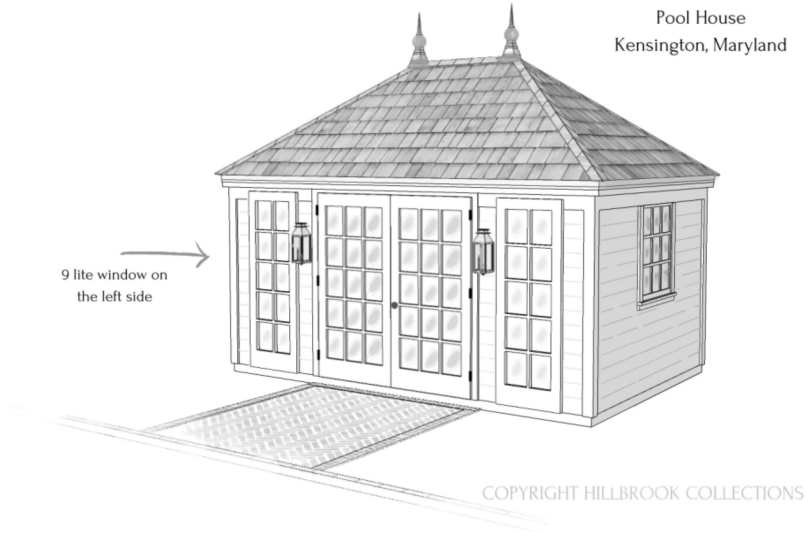 Pool House
Kensington, Maryland
9 lite window on
the left side
COPYRIGHT HILLBROOK COLLECTIONS